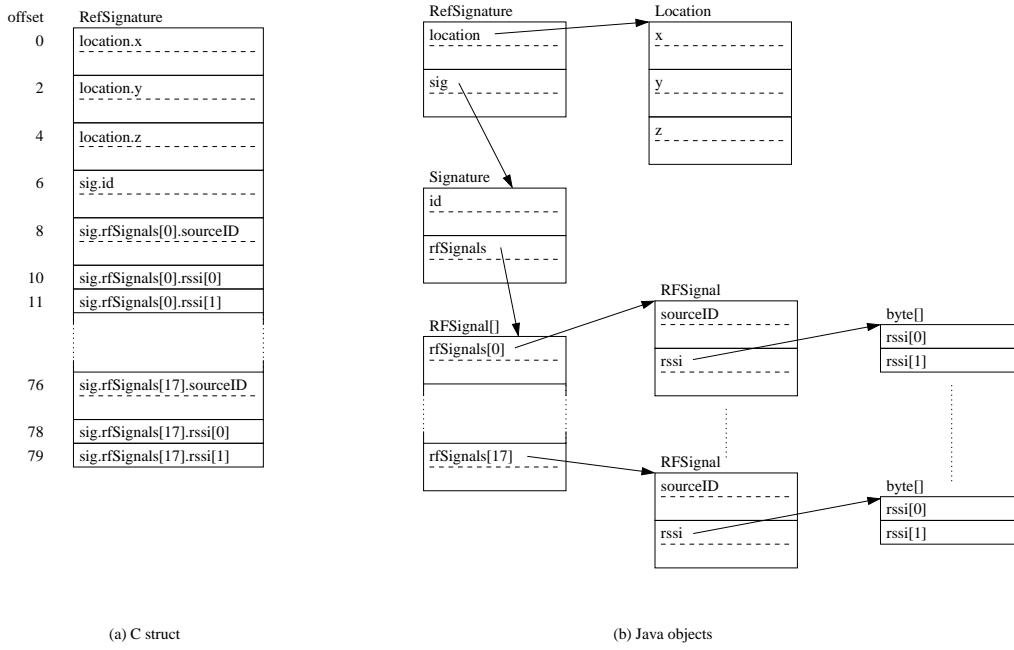 offset RefSignature
0 location.x
2 location.y
4 location.z
6 sig.id
8 sig.rfSignals[0].sourceID
10 sig.rfSignals[0].rssi[0]
11 sig.rfSignals[0].rssi[1]
76 sig.rfSignals[17].sourceID
78 sig.rfSignals[17].rssi[0]
79 sig.rfSignals[17].rssi[1]
(a) C struct
RefSignature
location
sig
Location
x
y
z
Signature
id
rfSignals
RFSignal[]
rfSignals[0]
rfSignals[17]
RFSignal
sourceID
rssi
byte[]
rssi[0]
rssi[1]
RFSignal
sourceID
rssi
byte[]
rssi[0]
rssi[1]
(b) Java objects